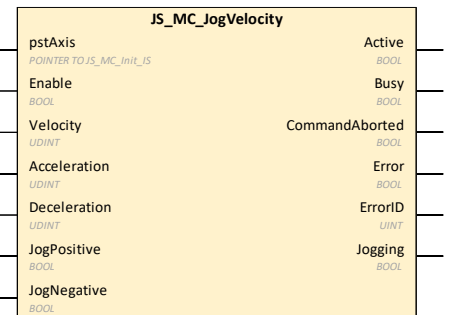 JS_MC_JogVelocity
pstAxis Active
POINTER TO JS_MC_Init_IS BOOL
Enable Busy
BOOL BOOL
Velocity CommandAborted
UDINT BOOL
Acceleration Error
UDINT BOOL
Deceleration ErrorID
UDINT UINT
JogPositive Jogging
BOOL BOOL
JogNegative
BOOL